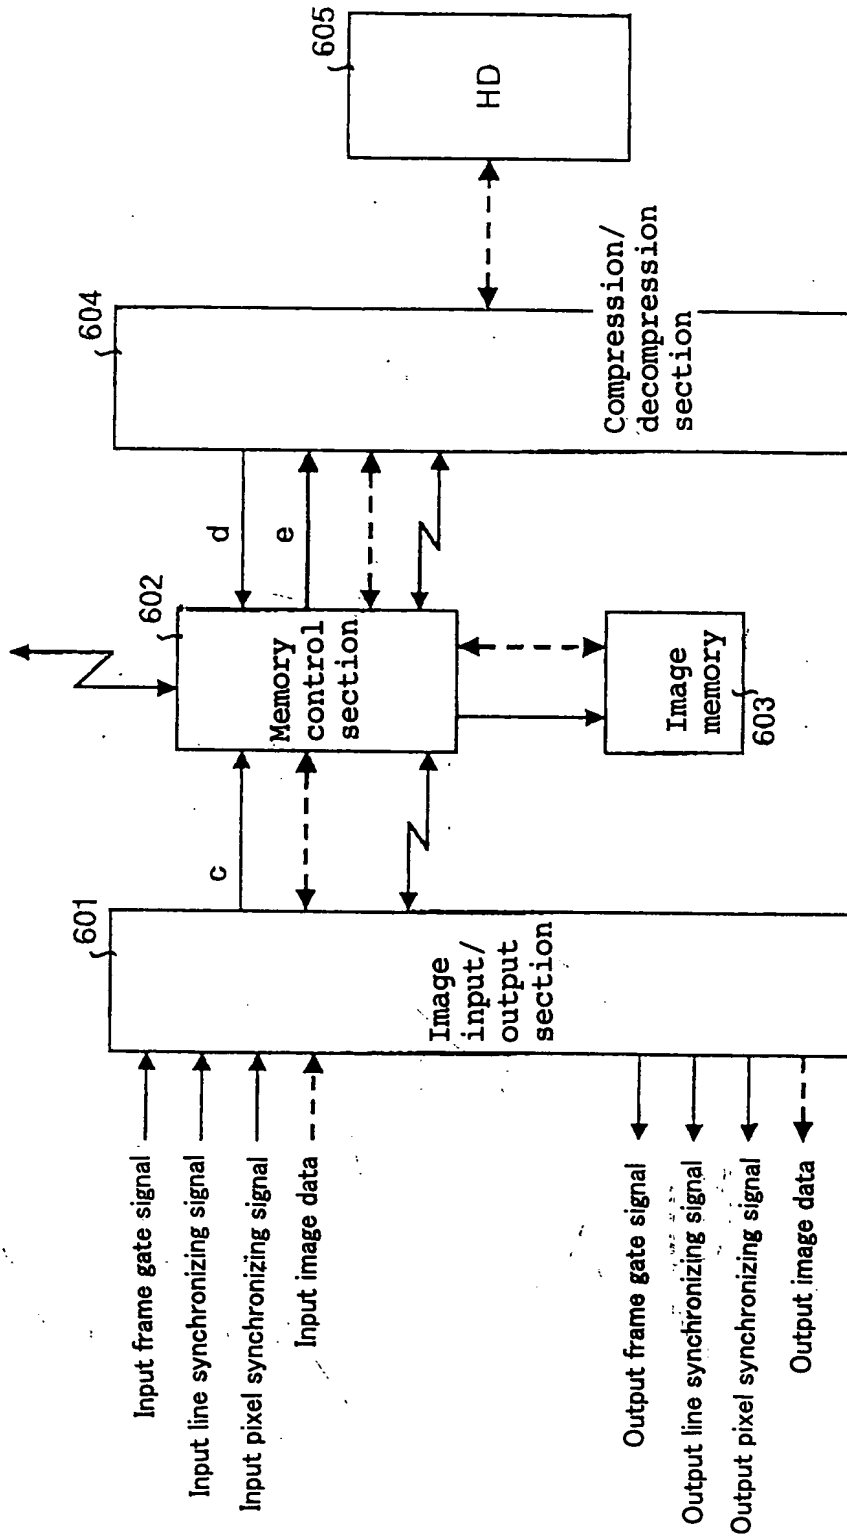 Input frame gate signal
Input line synchronizing signal
Input pixel synchronizing signal
Input image data
Output frame gate signal
Output line synchronizing signal
Output pixel synchronizing signal
Output image data
601
Image
input/
output
section
c
602
Memory
control
section
Image
memory
603
d
e
604
Compression/
decompression
section
605
HD